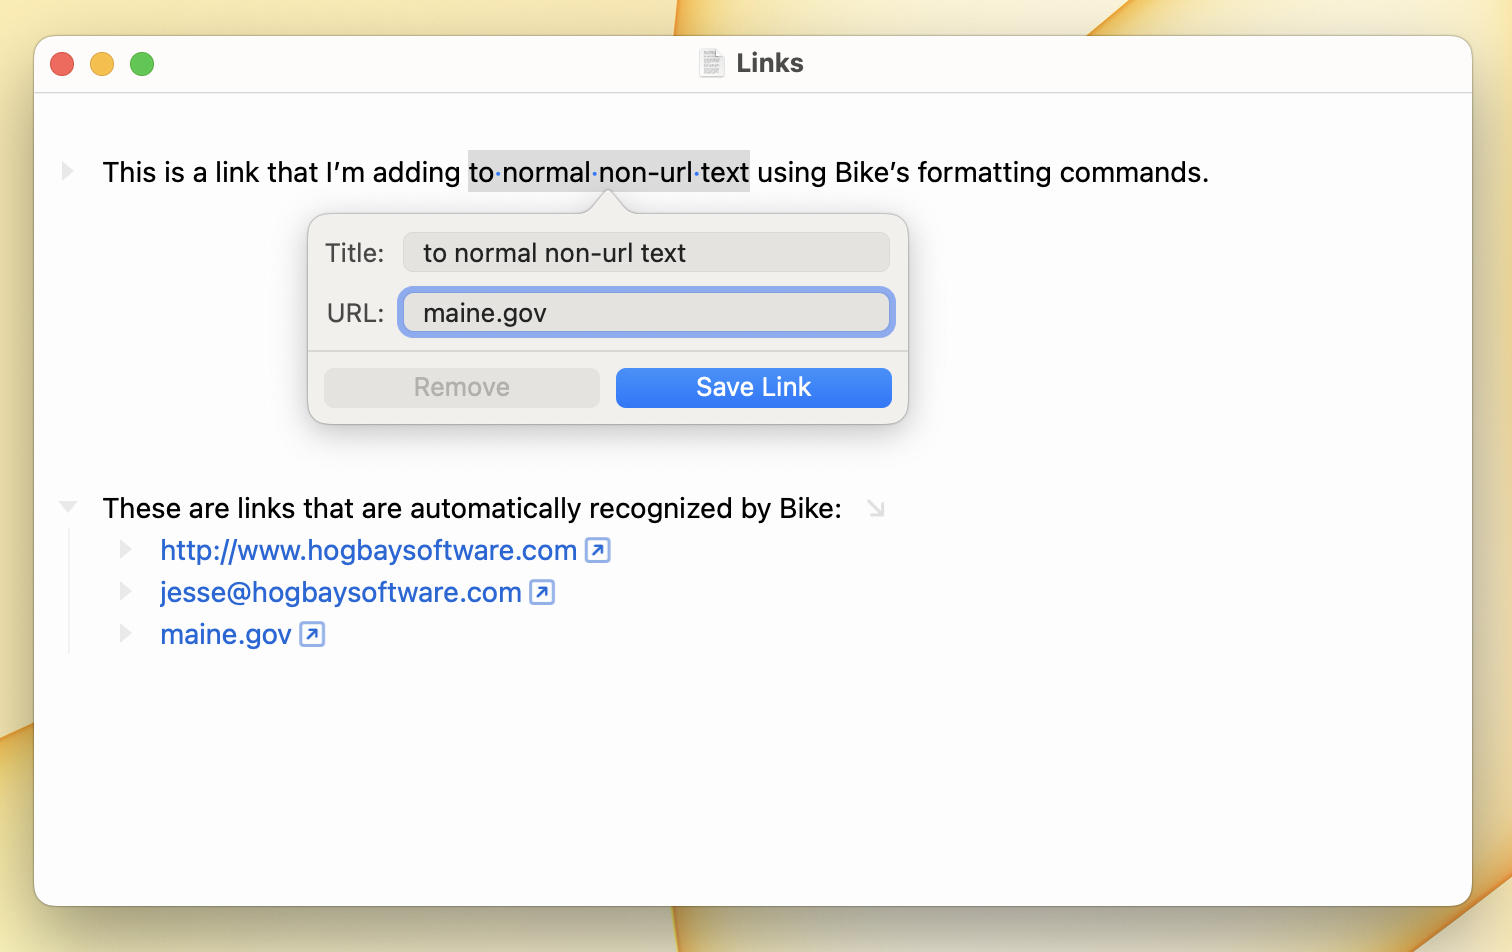 Links
This is a link that I’m adding to·normal·non-url·text using Bike’s formatting commands.
Title: to normal non-url text
URL: maine.gov
Remove Save Link
These are links that are automatically recognized by Bike:
http://www.hogbaysoftware.com
jesse@hogbaysoftware.com
maine.gov